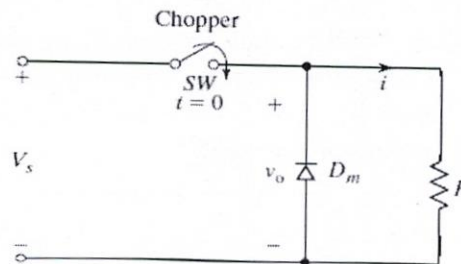 Chopper
+
SW
t = 0
+
i
V_s
v_o
D_m
−
−